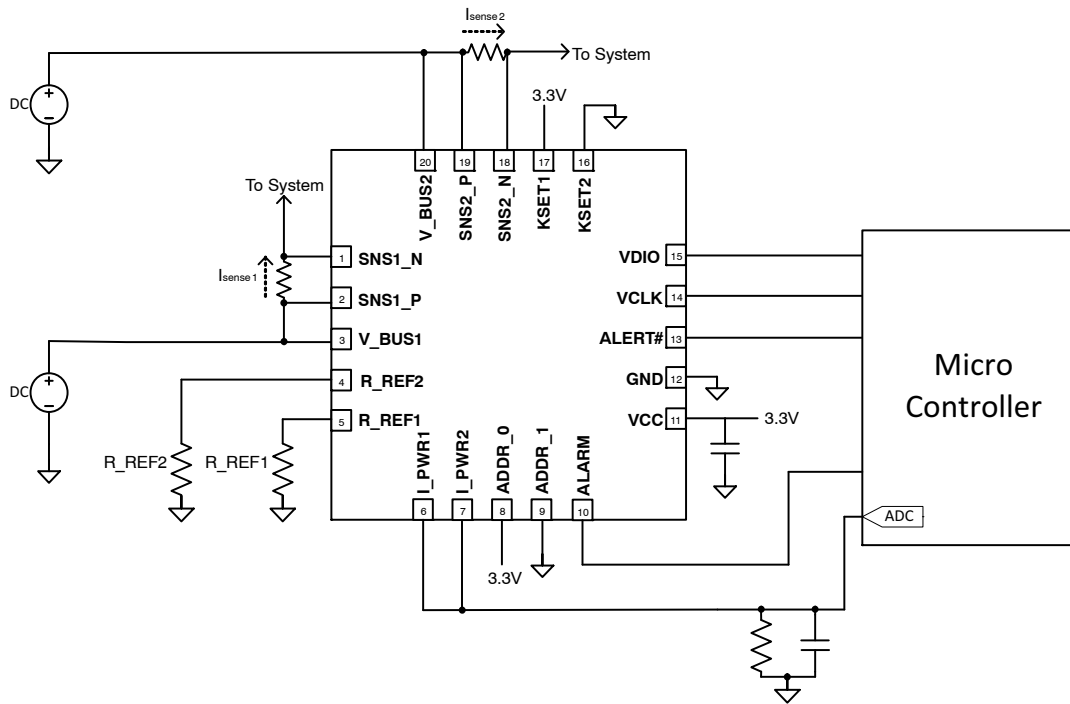 Isense2
To System
DC
+
−
3.3V
20
19
18
17
16
V_BUS2
SNS2_P
SNS2_N
KSET1
KSET2
To System
Isense1
1
SNS1_N
2
SNS1_P
3
V_BUS1
4
R_REF2
5
R_REF1
DC
+
−
R_REF2
R_REF1
VDIO
15
VCLK
14
ALERT#
13
GND
12
VCC
11
3.3V
I_PWR1
I_PWR2
ADDR_0
ADDR_1
ALARM
6
7
8
9
10
3.3V
Micro
Controller
ADC